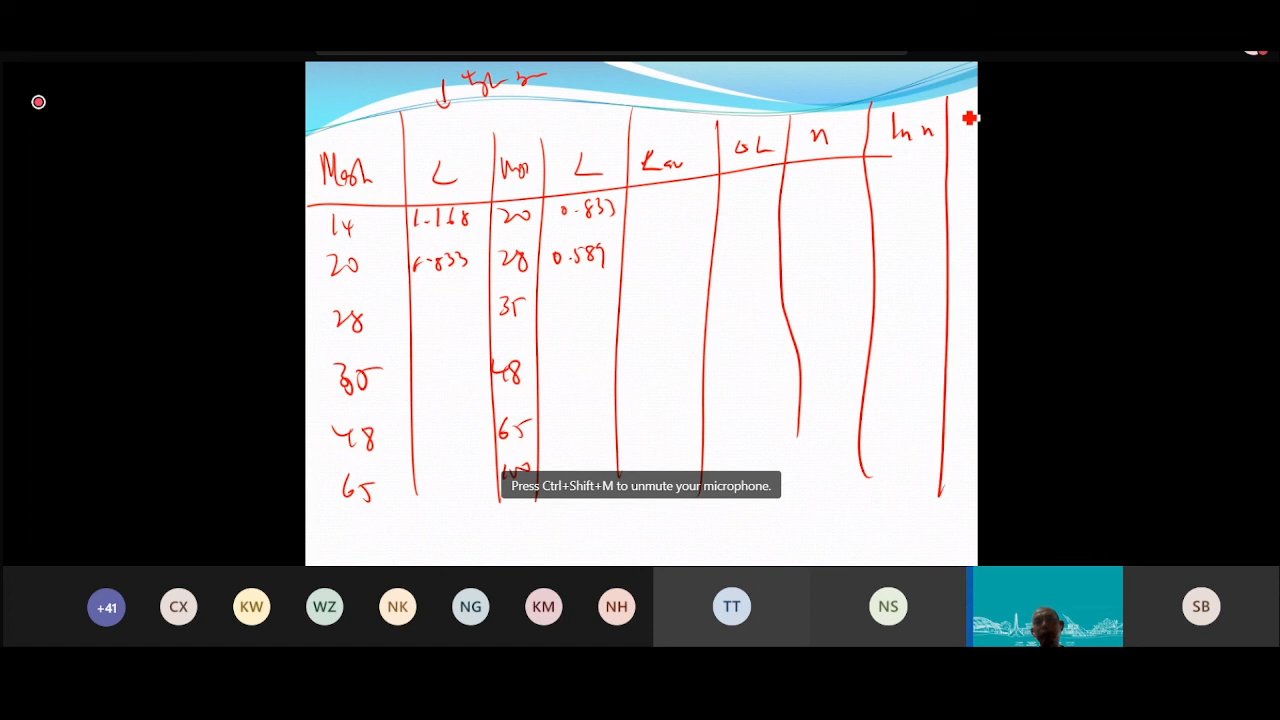 Mesh L Mesh L Lav ΔL n ln n
14 1.168 20 0.833
20 0.833 28 0.589
28 35
35 48
48 65
65 100
Press Ctrl+Shift+M to unmute your microphone.
+41 CX KW WZ NK NG KM NH TT NS SB